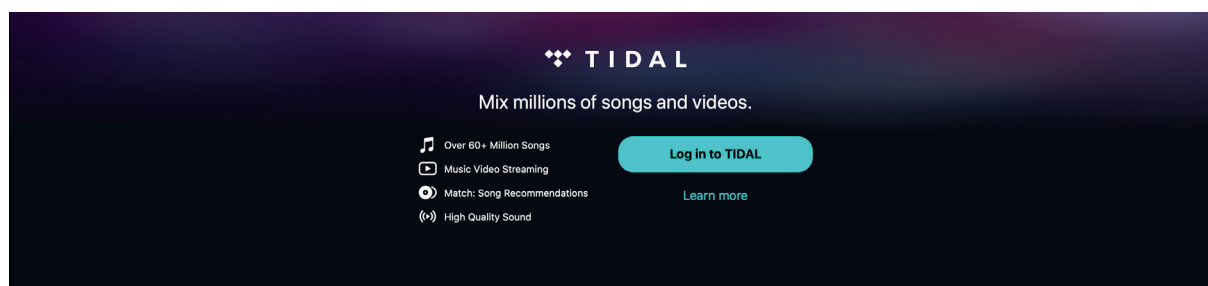 TIDAL
Mix millions of songs and videos.
Over 60+ Million Songs
Music Video Streaming
Match: Song Recommendations
High Quality Sound
Log in to TIDAL
Learn more